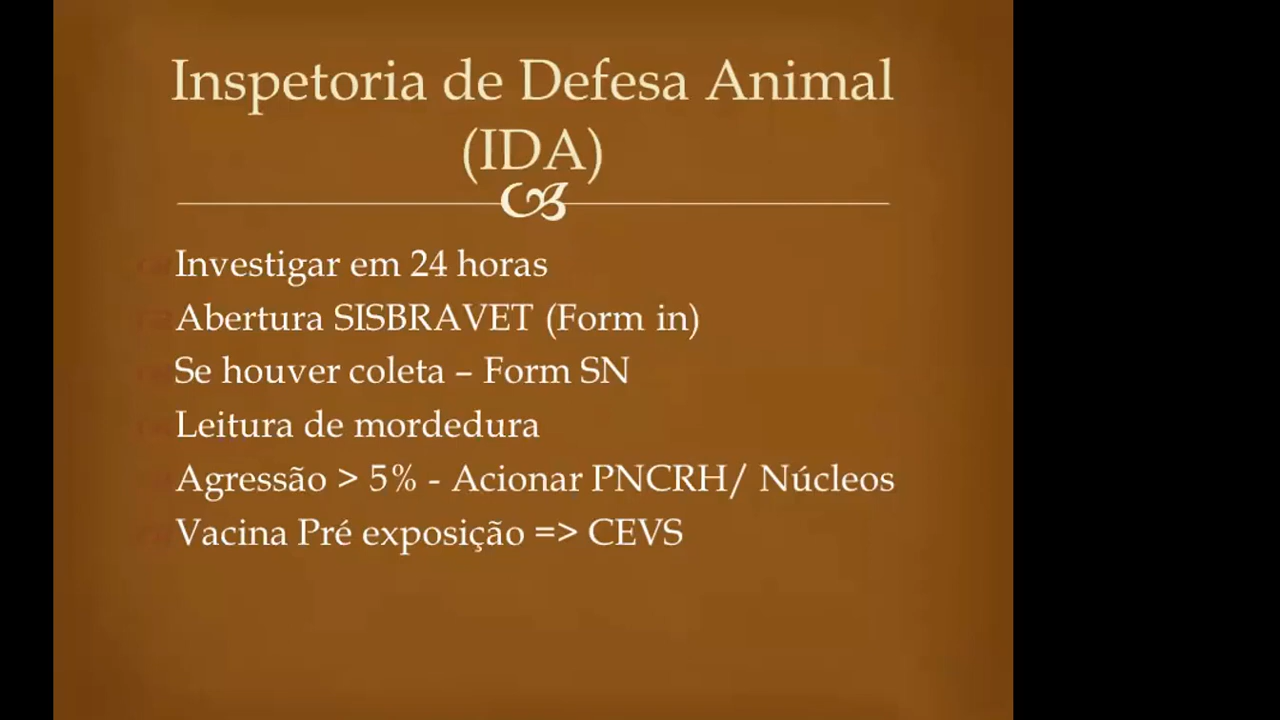 Inspetoria de Defesa Animal
(IDA)
Investigar em 24 horas
Abertura SISBRAVET (Form in)
Se houver coleta – Form SN
Leitura de mordedura
Agressão > 5% - Acionar PNCRH/ Núcleos
Vacina Pré exposição => CEVS